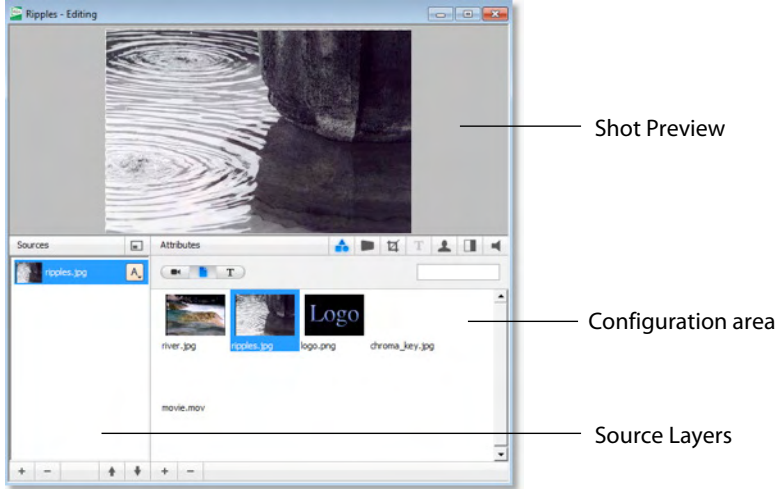 Ripples - Editing
Shot Preview
Sources
Attributes
T
ripples.jpg
A
T
Logo
Configuration area
river.jpg
ripples.jpg
logo.png
chroma_key.jpg
movie.mov
Source Layers